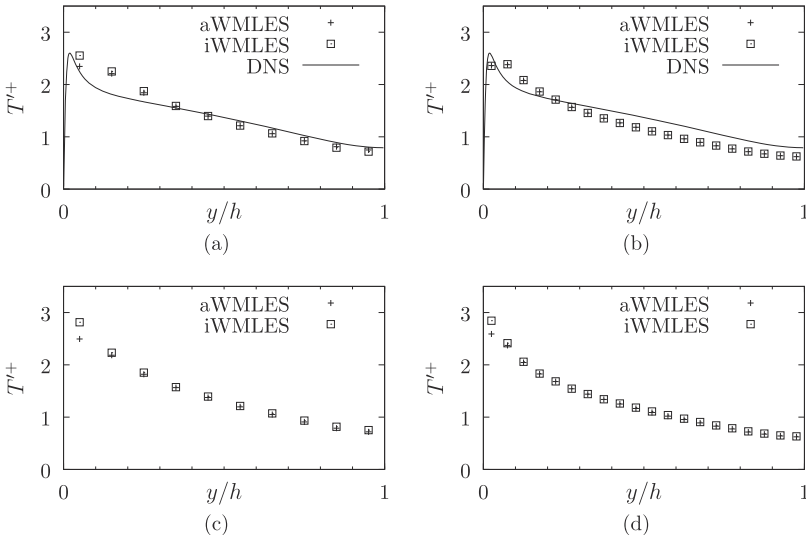 3
2
1
0
T′+
aWMLES
iWMLES
DNS
0
y/h
1
(a)
3
2
1
0
T′+
aWMLES
iWMLES
DNS
0
y/h
1
(b)
3
2
1
0
T′+
aWMLES
iWMLES
0
y/h
1
(c)
3
2
1
0
T′+
aWMLES
iWMLES
0
y/h
1
(d)